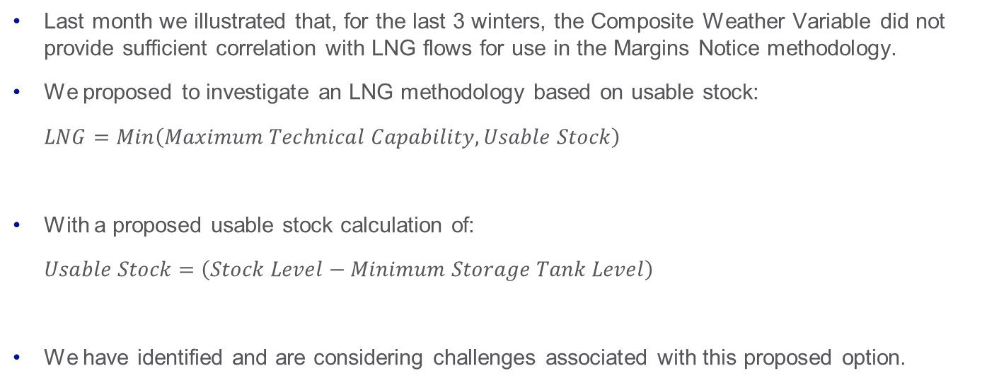 • Last month we illustrated that, for the last 3 winters, the Composite Weather Variable did not
provide sufficient correlation with LNG flows for use in the Margins Notice methodology.
• We proposed to investigate an LNG methodology based on usable stock:
LNG = Min(Maximum Technical Capability, Usable Stock)
• With a proposed usable stock calculation of:
Usable Stock = (Stock Level − Minimum Storage Tank Level)
• We have identified and are considering challenges associated with this proposed option.